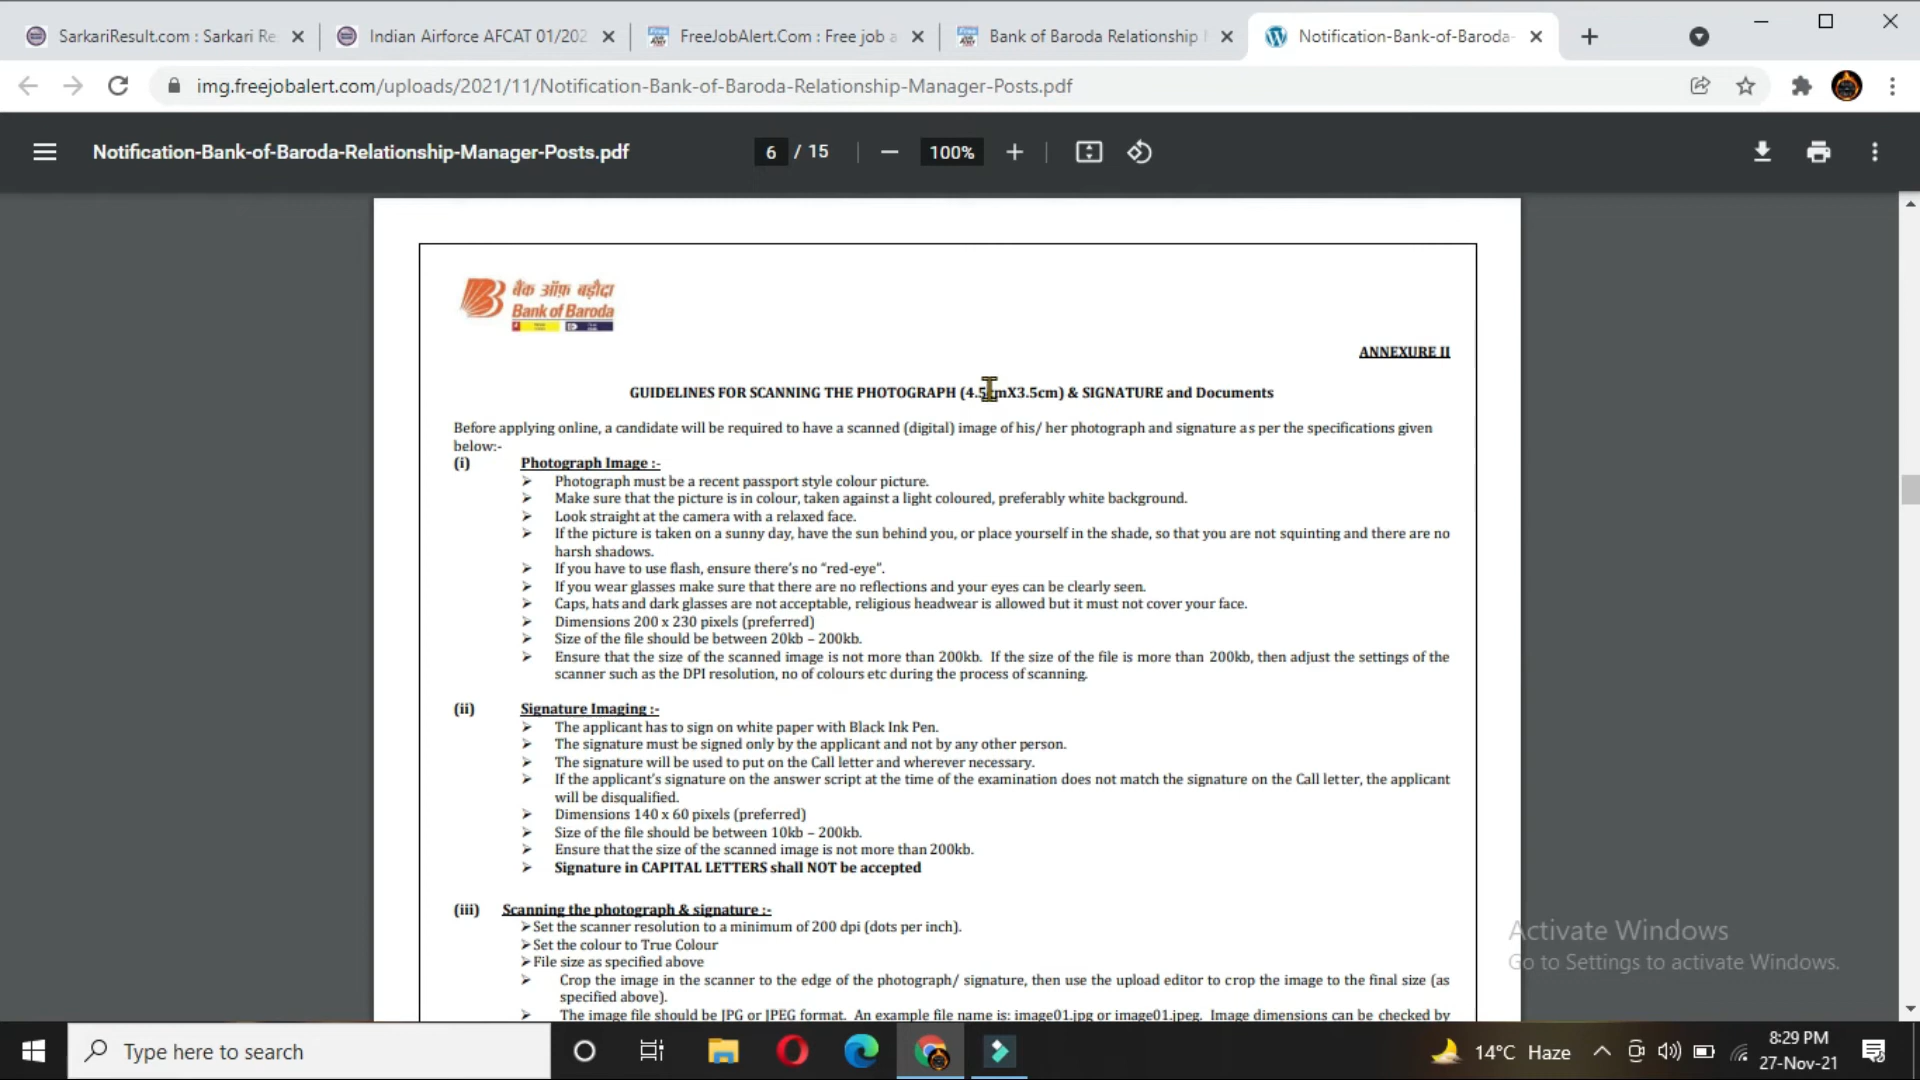 SarkariResult.com : Sarkari Re
Indian Airforce AFCAT 01/202
FreeJobAlert.Com : Free job a
Bank of Baroda Relationship
Notification-Bank-of-Baroda-
img.freejobalert.com/uploads/2021/11/Notification-Bank-of-Baroda-Relationship-Manager-Posts.pdf
Notification-Bank-of-Baroda-Relationship-Manager-Posts.pdf
6 / 15
100%
बैंक ऑफ़ बड़ौदा
Bank of Baroda
ANNEXURE II
GUIDELINES FOR SCANNING THE PHOTOGRAPH (4.5cmX3.5cm) & SIGNATURE and Documents
Before applying online, a candidate will be required to have a scanned (digital) image of his/ her photograph and signature as per the specifications given
below:-
(i) Photograph Image :-
➢ Photograph must be a recent passport style colour picture.
➢ Make sure that the picture is in colour, taken against a light coloured, preferably white background.
➢ Look straight at the camera with a relaxed face.
➢ If the picture is taken on a sunny day, have the sun behind you, or place yourself in the shade, so that you are not squinting and there are no
harsh shadows.
➢ If you have to use flash, ensure there's no “red-eye”.
➢ If you wear glasses make sure that there are no reflections and your eyes can be clearly seen.
➢ Caps, hats and dark glasses are not acceptable, religious headwear is allowed but it must not cover your face.
➢ Dimensions 200 x 230 pixels (preferred)
➢ Size of the file should be between 20kb – 200kb.
➢ Ensure that the size of the scanned image is not more than 200kb. If the size of the file is more than 200kb, then adjust the settings of the
scanner such as the DPI resolution, no of colours etc during the process of scanning.
(ii) Signature Imaging :-
➢ The applicant has to sign on white paper with Black Ink Pen.
➢ The signature must be signed only by the applicant and not by any other person.
➢ The signature will be used to put on the Call letter and wherever necessary.
➢ If the applicant's signature on the answer script at the time of the examination does not match the signature on the Call letter, the applicant
will be disqualified.
➢ Dimensions 140 x 60 pixels (preferred)
➢ Size of the file should be between 10kb – 200kb.
➢ Ensure that the size of the scanned image is not more than 200kb.
➢ Signature in CAPITAL LETTERS shall NOT be accepted
(iii) Scanning the photograph & signature :-
➢Set the scanner resolution to a minimum of 200 dpi (dots per inch).
➢Set the colour to True Colour
➢File size as specified above
➢ Crop the image in the scanner to the edge of the photograph/ signature, then use the upload editor to crop the image to the final size (as
specified above).
➢ The image file should be JPG or JPEG format. An example file name is: image01.jpg or image01.jpeg. Image dimensions can be checked by
Activate Windows
Go to Settings to activate Windows.
Type here to search
14°C Haze
8:29 PM
27-Nov-21